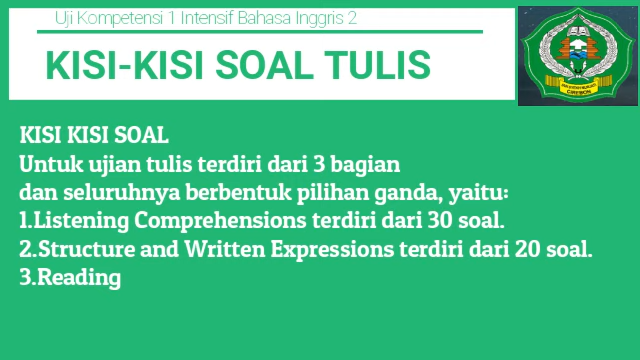 Uji Kompetensi 1 Intensif Bahasa Inggris 2
KISI-KISI SOAL TULIS
KISI KISI SOAL
Untuk ujian tulis terdiri dari 3 bagian
dan seluruhnya berbentuk pilihan ganda, yaitu:
1.Listening Comprehensions terdiri dari 30 soal.
2.Structure and Written Expressions terdiri dari 20 soal.
3.Reading
CIREBON